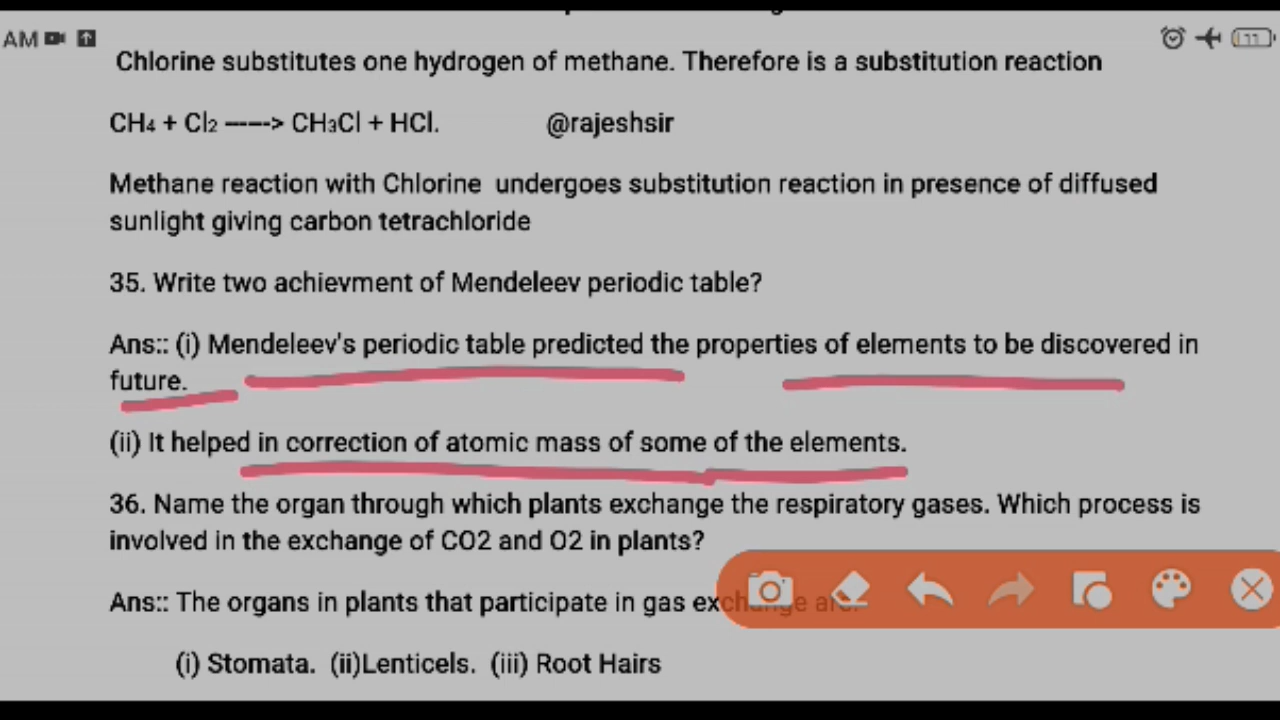 AM
Chlorine substitutes one hydrogen of methane. Therefore is a substitution reaction
CH4 + Cl2 -----> CH3Cl + HCl. @rajeshsir
Methane reaction with Chlorine undergoes substitution reaction in presence of diffused
sunlight giving carbon tetrachloride
35. Write two achievment of Mendeleev periodic table?
Ans:: (i) Mendeleev's periodic table predicted the properties of elements to be discovered in
future.
(ii) It helped in correction of atomic mass of some of the elements.
36. Name the organ through which plants exchange the respiratory gases. Which process is
involved in the exchange of CO2 and O2 in plants?
Ans:: The organs in plants that participate in gas exchange are:
(i) Stomata. (ii)Lenticels. (iii) Root Hairs